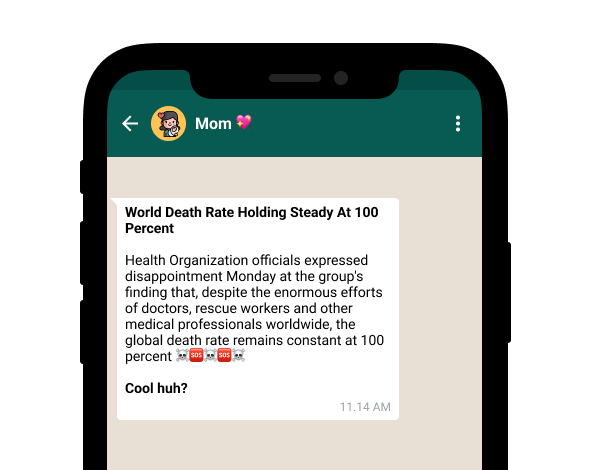 Mom 💖
World Death Rate Holding Steady At 100
Percent
Health Organization officials expressed
disappointment Monday at the group's
finding that, despite the enormous efforts
of doctors, rescue workers and other
medical professionals worldwide, the
global death rate remains constant at 100
percent ☠️🆘☠️🆘☠️
Cool huh?
11.14 AM